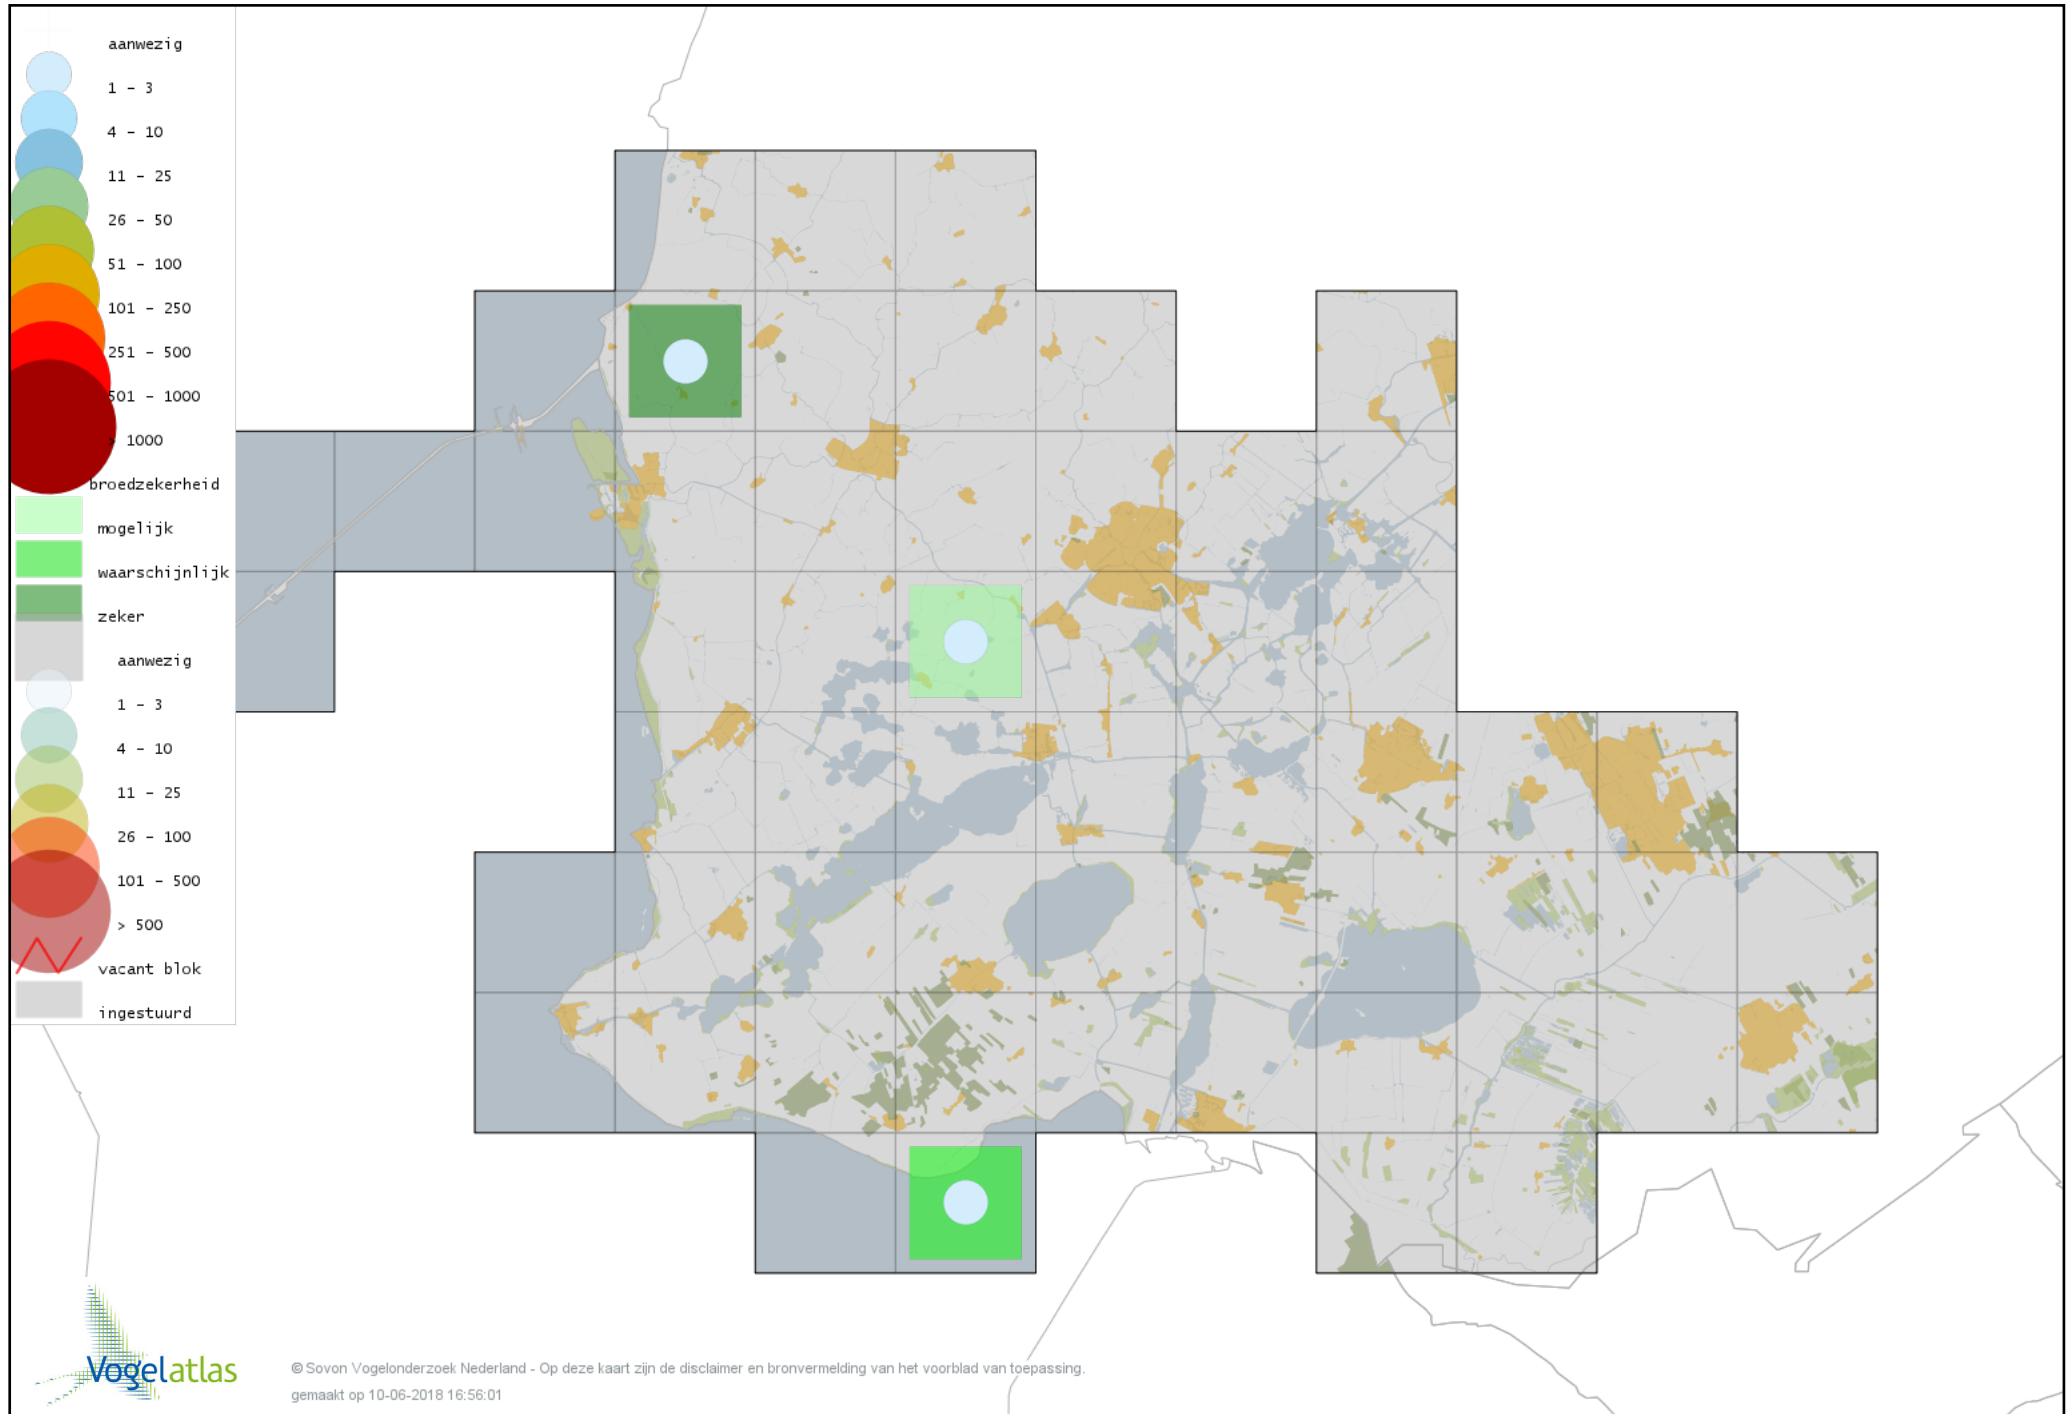 aanwezig
1 - 3
4 - 10
11 - 25
26 - 50
51 - 100
101 - 250
251 - 500
501 - 1000
> 1000
broedzekerheid
mogelijk
waarschijnlijk
zeker
aanwezig
1 - 3
4 - 10
11 - 25
26 - 100
101 - 500
> 500
vacant blok
ingestuurd
Vogelatlas
© Sovon Vogelonderzoek Nederland - Op deze kaart zijn de disclaimer en bronvermelding van het voorblad van toepassing.
gemaakt op 10-06-2018 16:56:01